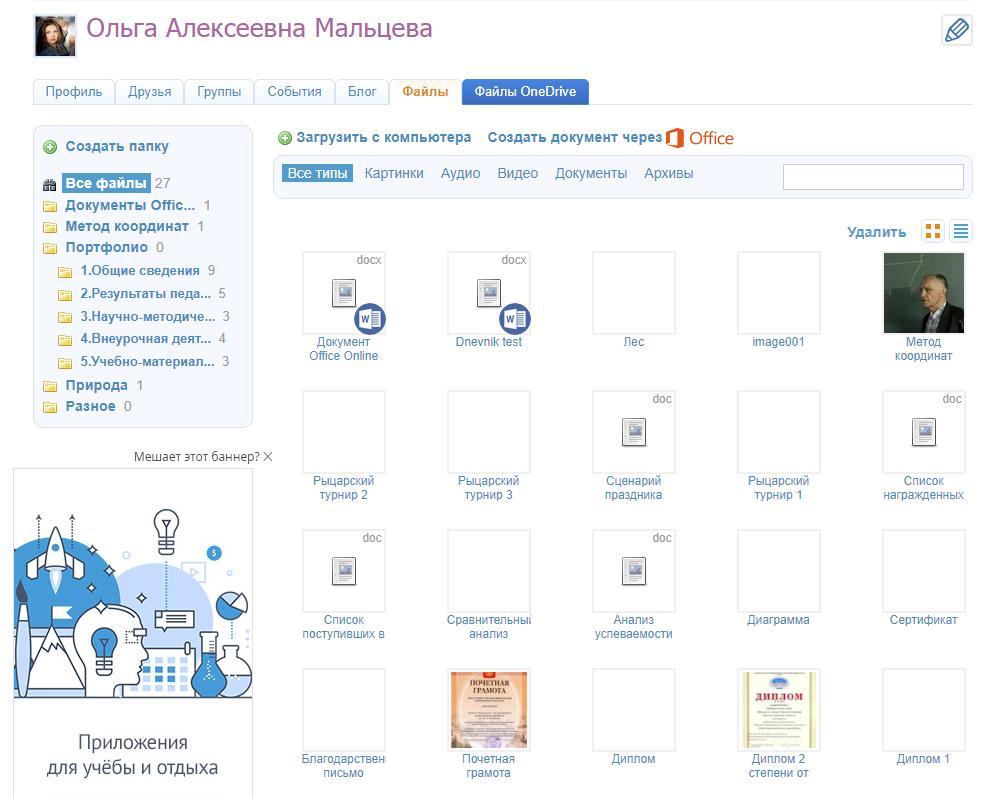 Ольга Алексеевна Мальцева
Профиль
Друзья
Группы
События
Блог
Файлы
Файлы OneDrive
Создать папку
Все файлы 27
Документы Offic... 1
Метод координат 1
Портфолио 0
1.Общие сведения 9
2.Результаты педа... 5
3.Научно-методиче... 3
4.Внеурочная деят... 4
5.Учебно-материал... 3
Природа 1
Разное 0
Мешает этот баннер?
Приложения
для учёбы и отдыха
Загрузить с компьютера
Создать документ через Office
Все типы
Картинки
Аудио
Видео
Документы
Архивы
Удалить
docx
Документ
Office Online
docx
Dnevnik test
Лес
image001
Метод
координат
Рыцарский
турнир 2
Рыцарский
турнир 3
doc
Сценарий
праздника
Рыцарский
турнир 1
doc
Список
награжденных
doc
Список
поступивших в
Сравнительный
анализ
doc
Анализ
успеваемости
Диаграмма
Сертификат
Благодарствен
письмо
ПОЧЕТНАЯ
ГРАМОТА
Почетная
грамота
Диплом
ДИПЛОМ
Диплом 2
степени от
Диплом 1